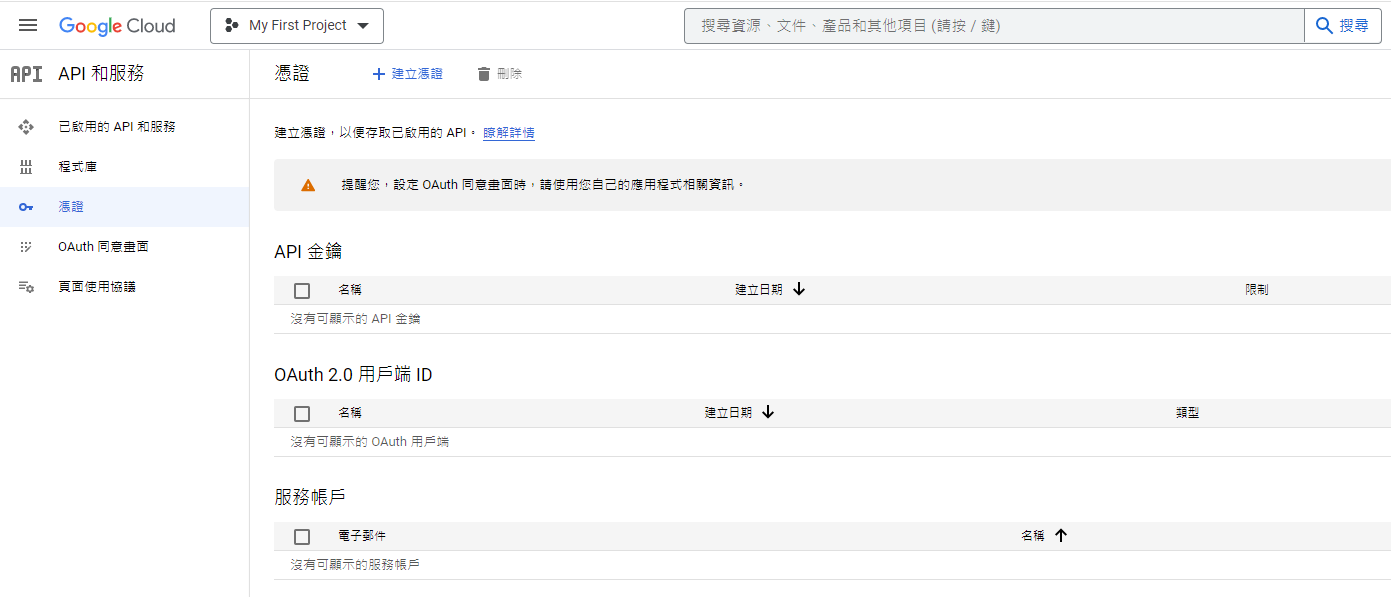 Google Cloud My First Project 搜尋資源、文件、產品和其他項目 (請按 / 鍵) 搜尋
API API 和服務 憑證 建立憑證 刪除
已啟用的 API 和服務
程式庫
憑證
OAuth 同意畫面
頁面使用協議
建立憑證，以便存取已啟用的 API。 瞭解詳情
提醒您，設定 OAuth 同意畫面時，請使用您自己的應用程式相關資訊。
API 金鑰
名稱 建立日期 限制
沒有可顯示的 API 金鑰
OAuth 2.0 用戶端 ID
名稱 建立日期 類型
沒有可顯示的 OAuth 用戶端
服務帳戶
電子郵件 名稱
沒有可顯示的服務帳戶